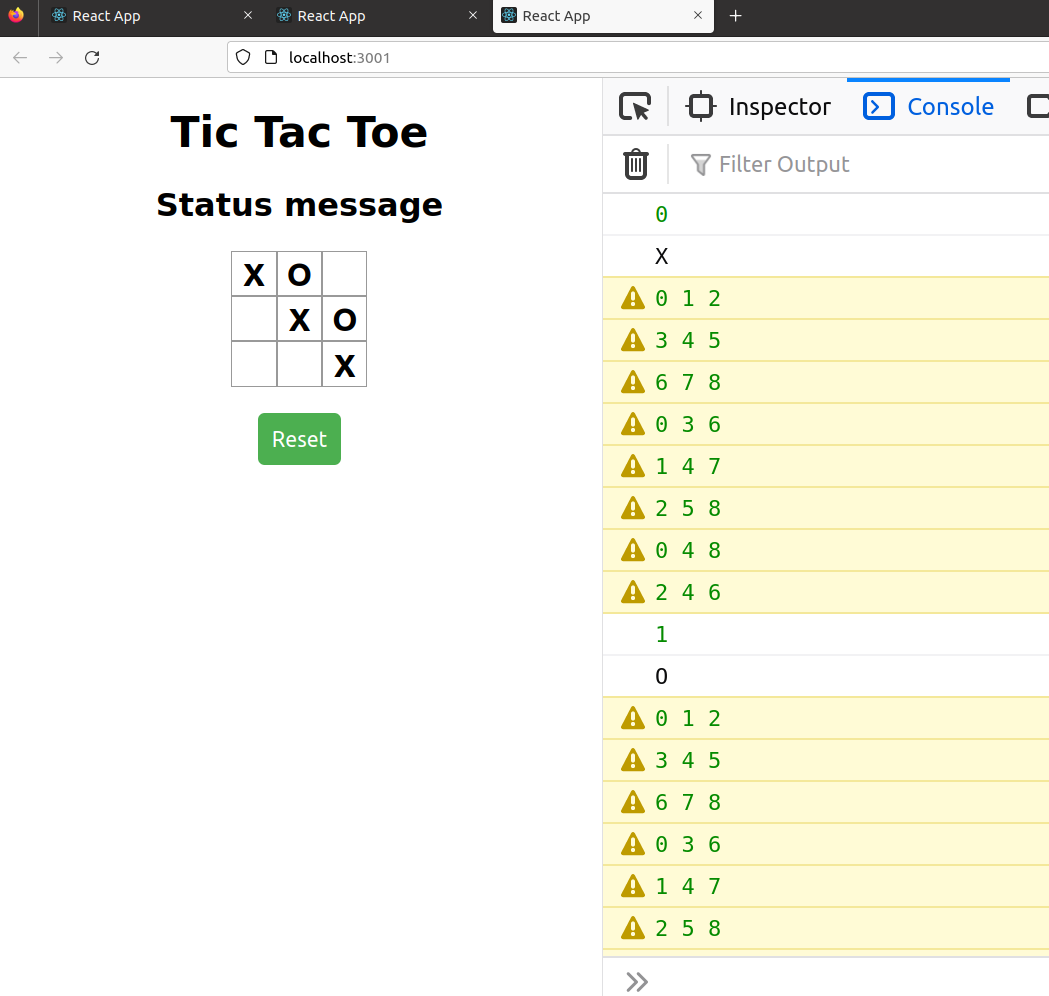 React App React App React App
localhost:3001
Tic Tac Toe
Status message
X O
X O
X
Reset
Inspector Console
Filter Output
0
X
0 1 2
3 4 5
6 7 8
0 3 6
1 4 7
2 5 8
0 4 8
2 4 6
1
O
0 1 2
3 4 5
6 7 8
0 3 6
1 4 7
2 5 8